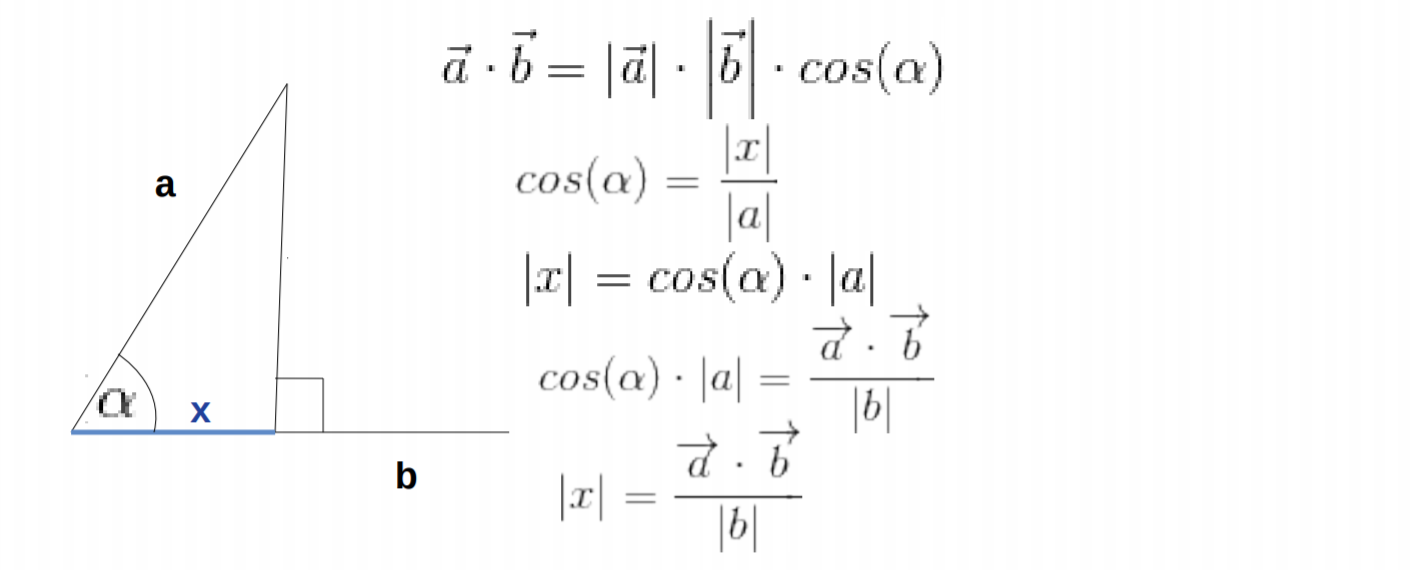 a⃗ · b⃗ = |a⃗| · |b⃗| · cos(α)
cos(α) = |x| / |a|
|x| = cos(α) · |a|
cos(α) · |a| = a⃗ · b⃗ / |b|
|x| = a⃗ · b⃗ / |b|
a
α
x
b